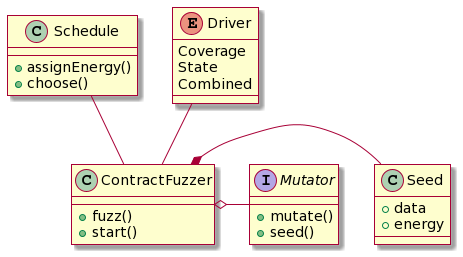 C Schedule
assignEnergy()
choose()
E Driver
Coverage
State
Combined
C ContractFuzzer
fuzz()
start()
I Mutator
mutate()
seed()
C Seed
data
energy